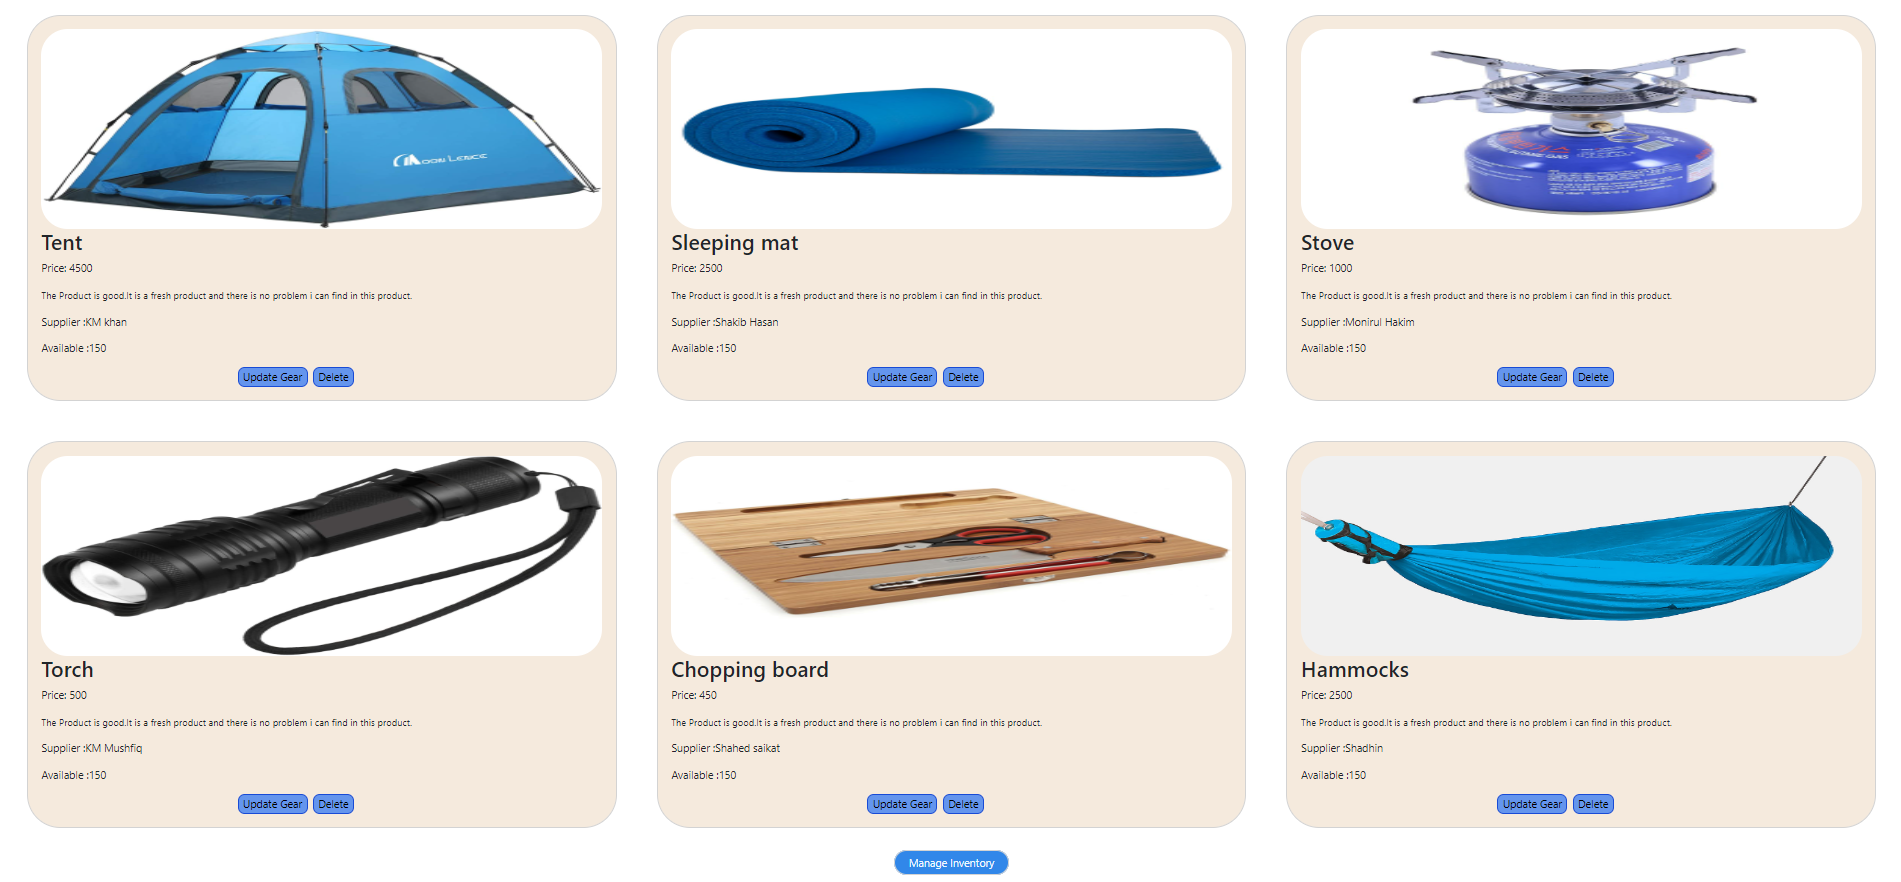 MOON LENCE
Tent
Price: 4500
The Product is good.It is a fresh product and there is no problem i can find in this product.
Supplier :KM khan
Available :150
Update Gear Delete
Sleeping mat
Price: 2500
The Product is good.It is a fresh product and there is no problem i can find in this product.
Supplier :Shakib Hasan
Available :150
Update Gear Delete
Stove
Price: 1000
The Product is good.It is a fresh product and there is no problem i can find in this product.
Supplier :Monirul Hakim
Available :150
Update Gear Delete
Torch
Price: 500
The Product is good.It is a fresh product and there is no problem i can find in this product.
Supplier :KM Mushfiq
Available :150
Update Gear Delete
Chopping board
Price: 450
The Product is good.It is a fresh product and there is no problem i can find in this product.
Supplier :Shahed saikat
Available :150
Update Gear Delete
Hammocks
Price: 2500
The Product is good.It is a fresh product and there is no problem i can find in this product.
Supplier :Shadhin
Available :150
Update Gear Delete
Manage Inventory